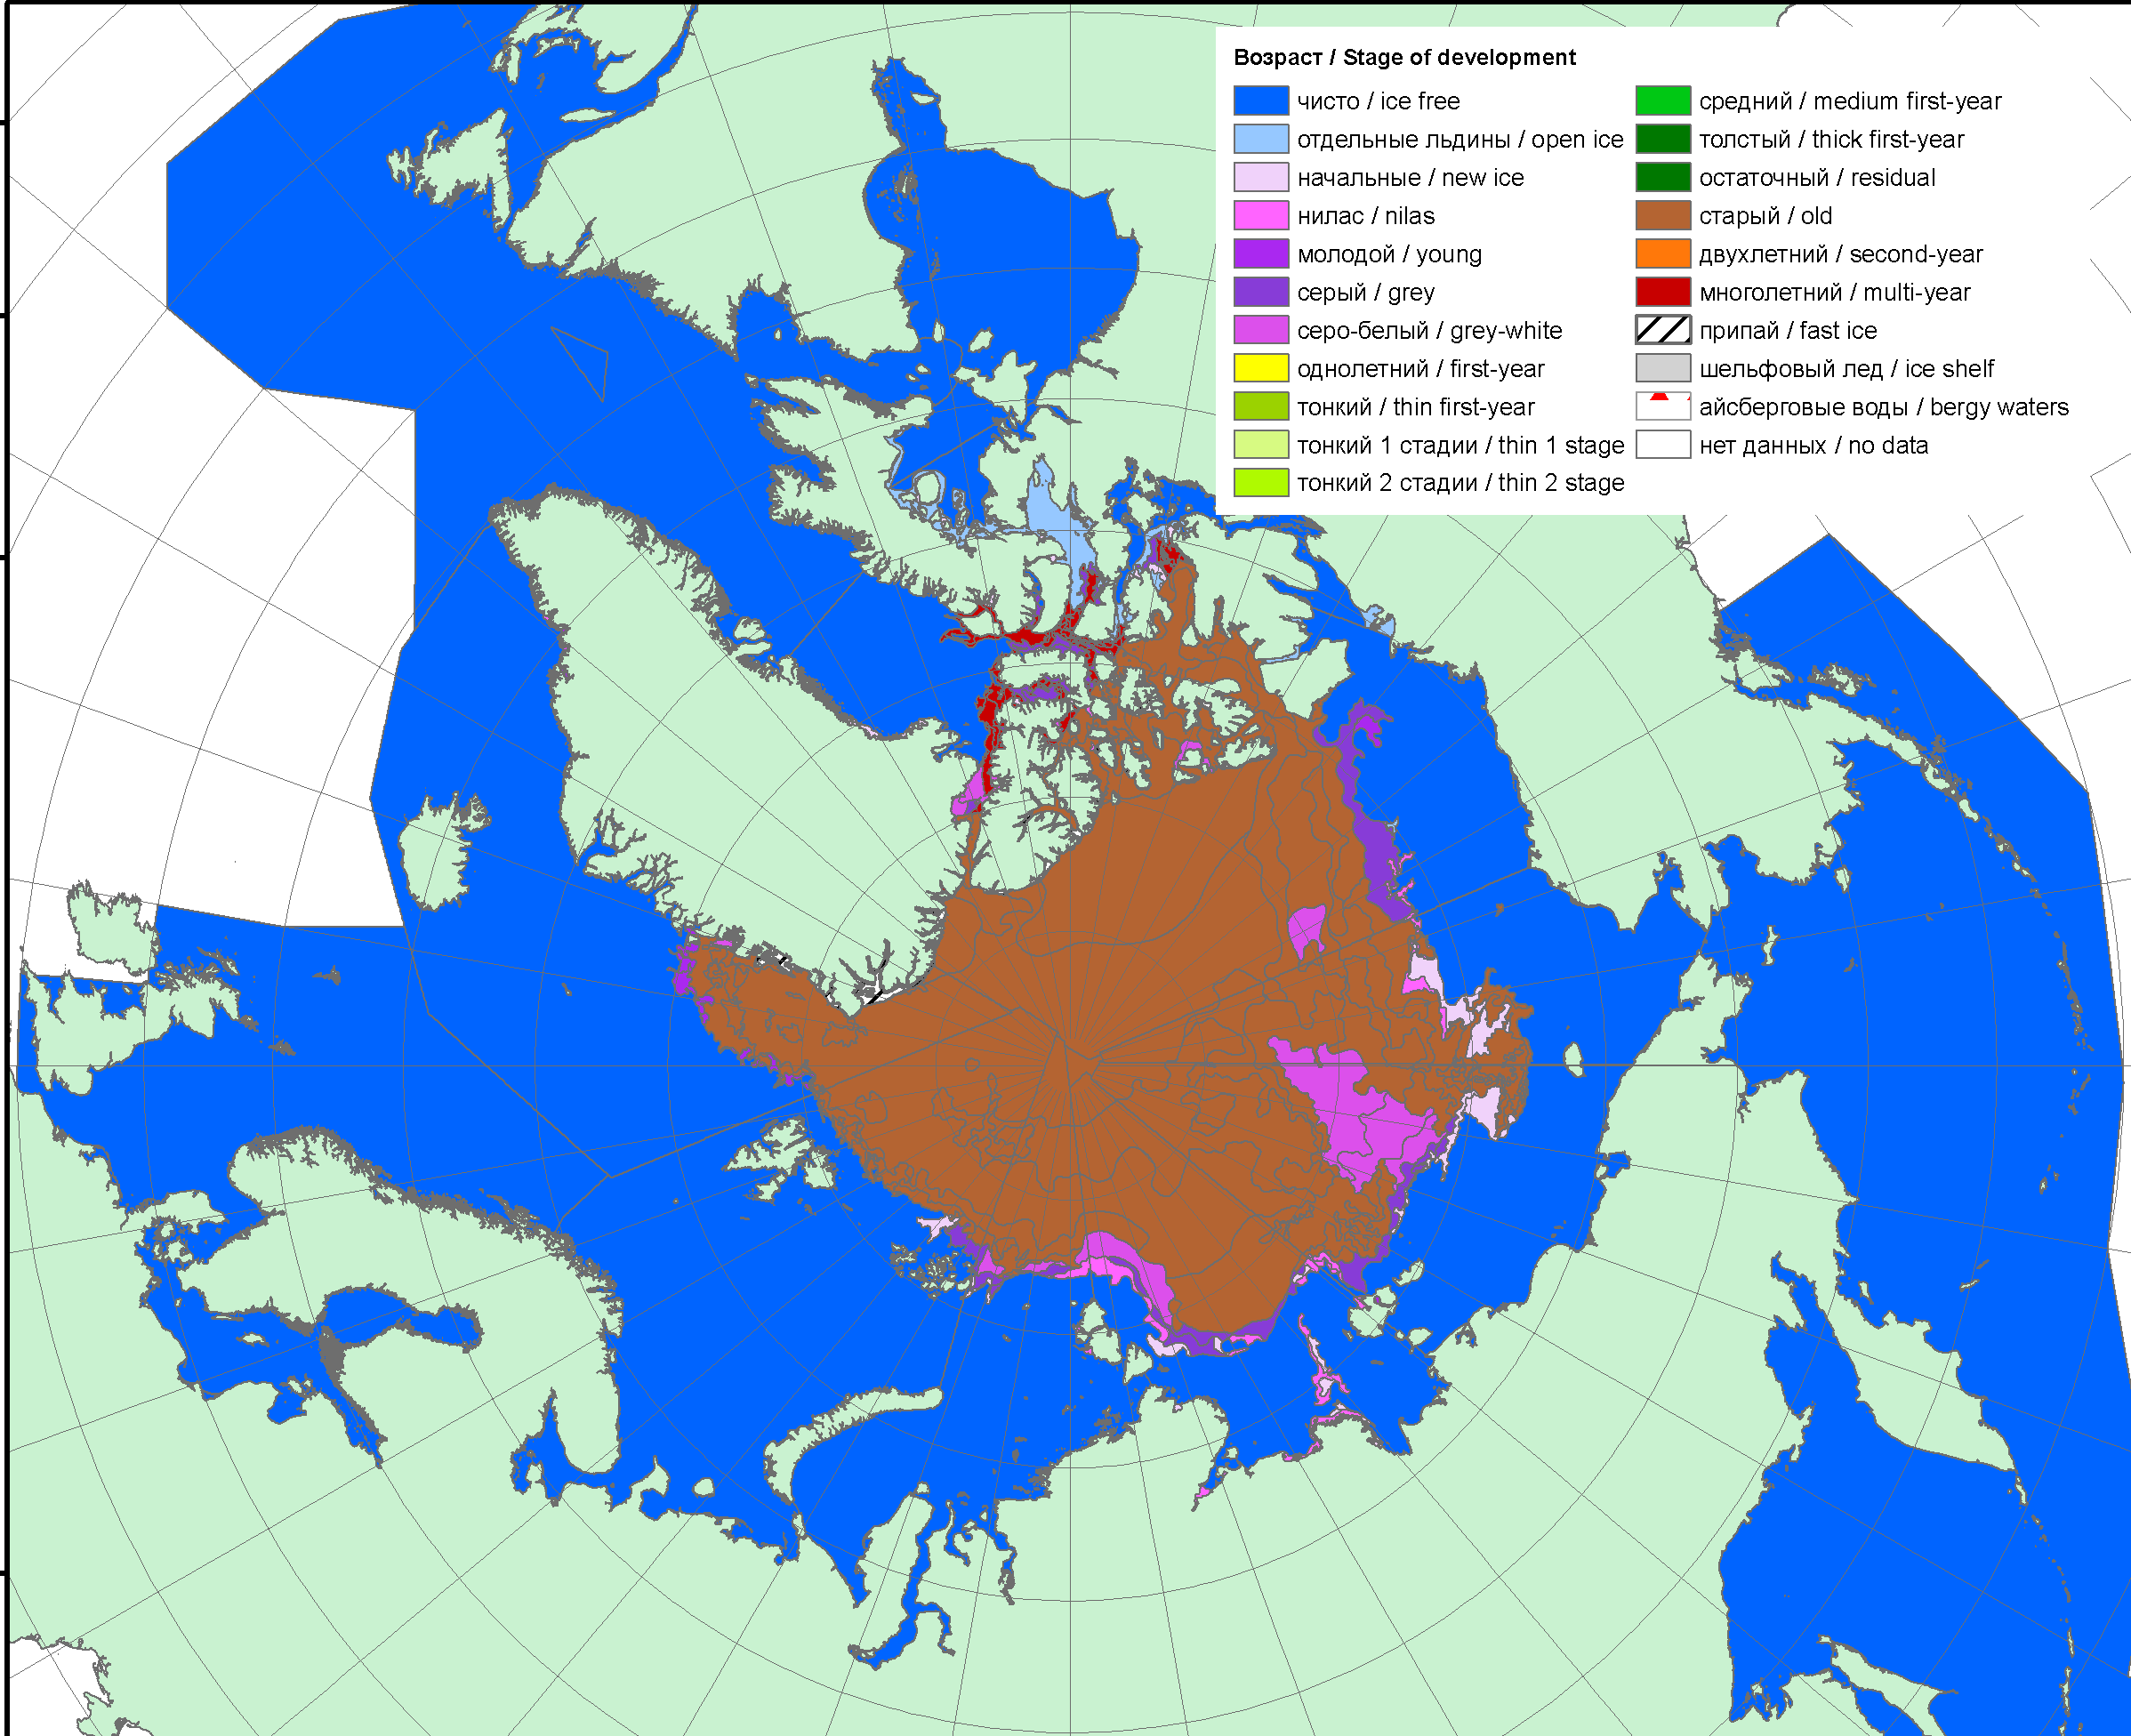 Возраст / Stage of development
чисто / ice free
отдельные льдины / open ice
начальные / new ice
нилас / nilas
молодой / young
серый / grey
серо-белый / grey-white
однолетний / first-year
тонкий / thin first-year
тонкий 1 стадии / thin 1 stage
тонкий 2 стадии / thin 2 stage
средний / medium first-year
толстый / thick first-year
остаточный / residual
старый / old
двухлетний / second-year
многолетний / multi-year
припай / fast ice
шельфовый лед / ice shelf
айсберговые воды / bergy waters
нет данных / no data